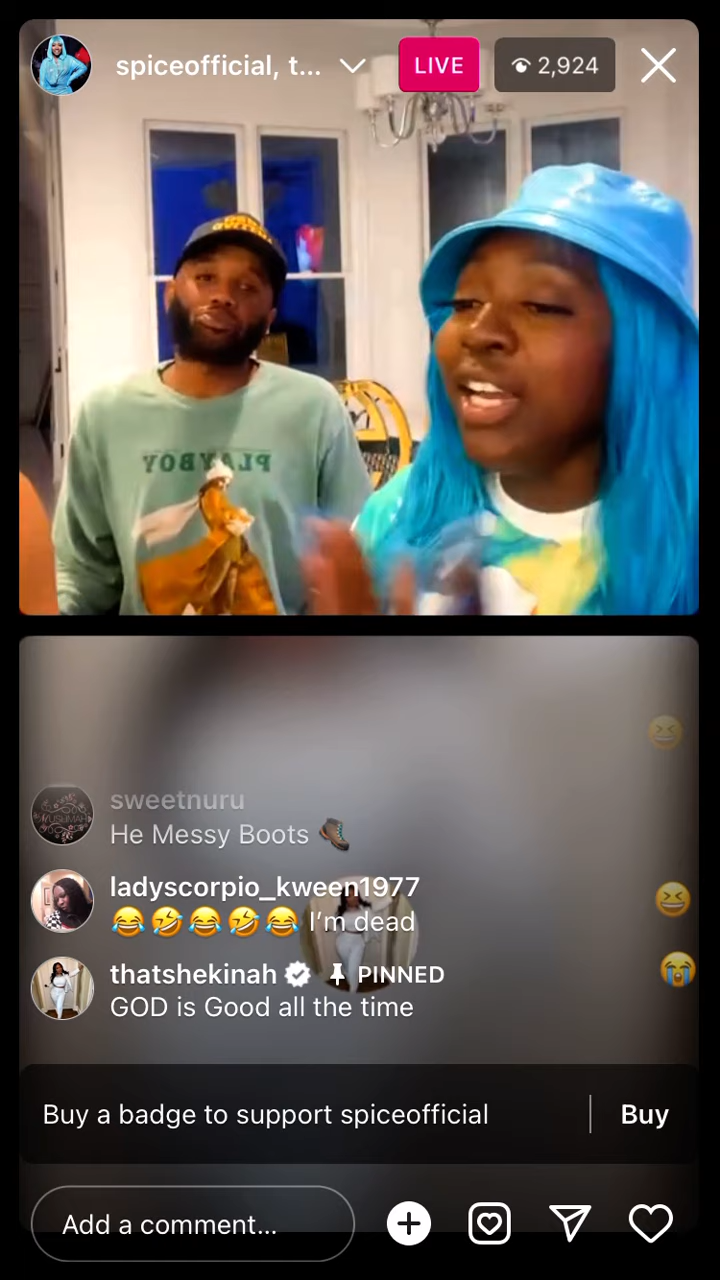 spiceofficial, t...
LIVE
2,924
PLAYBOY
sweetnuru
He Messy Boots 🥾
ladyscorpio_kween1977
😂🤣😂🤣😂 I'm dead
thatshekinah PINNED
GOD is Good all the time
Buy a badge to support spiceofficial
Buy
Add a comment...